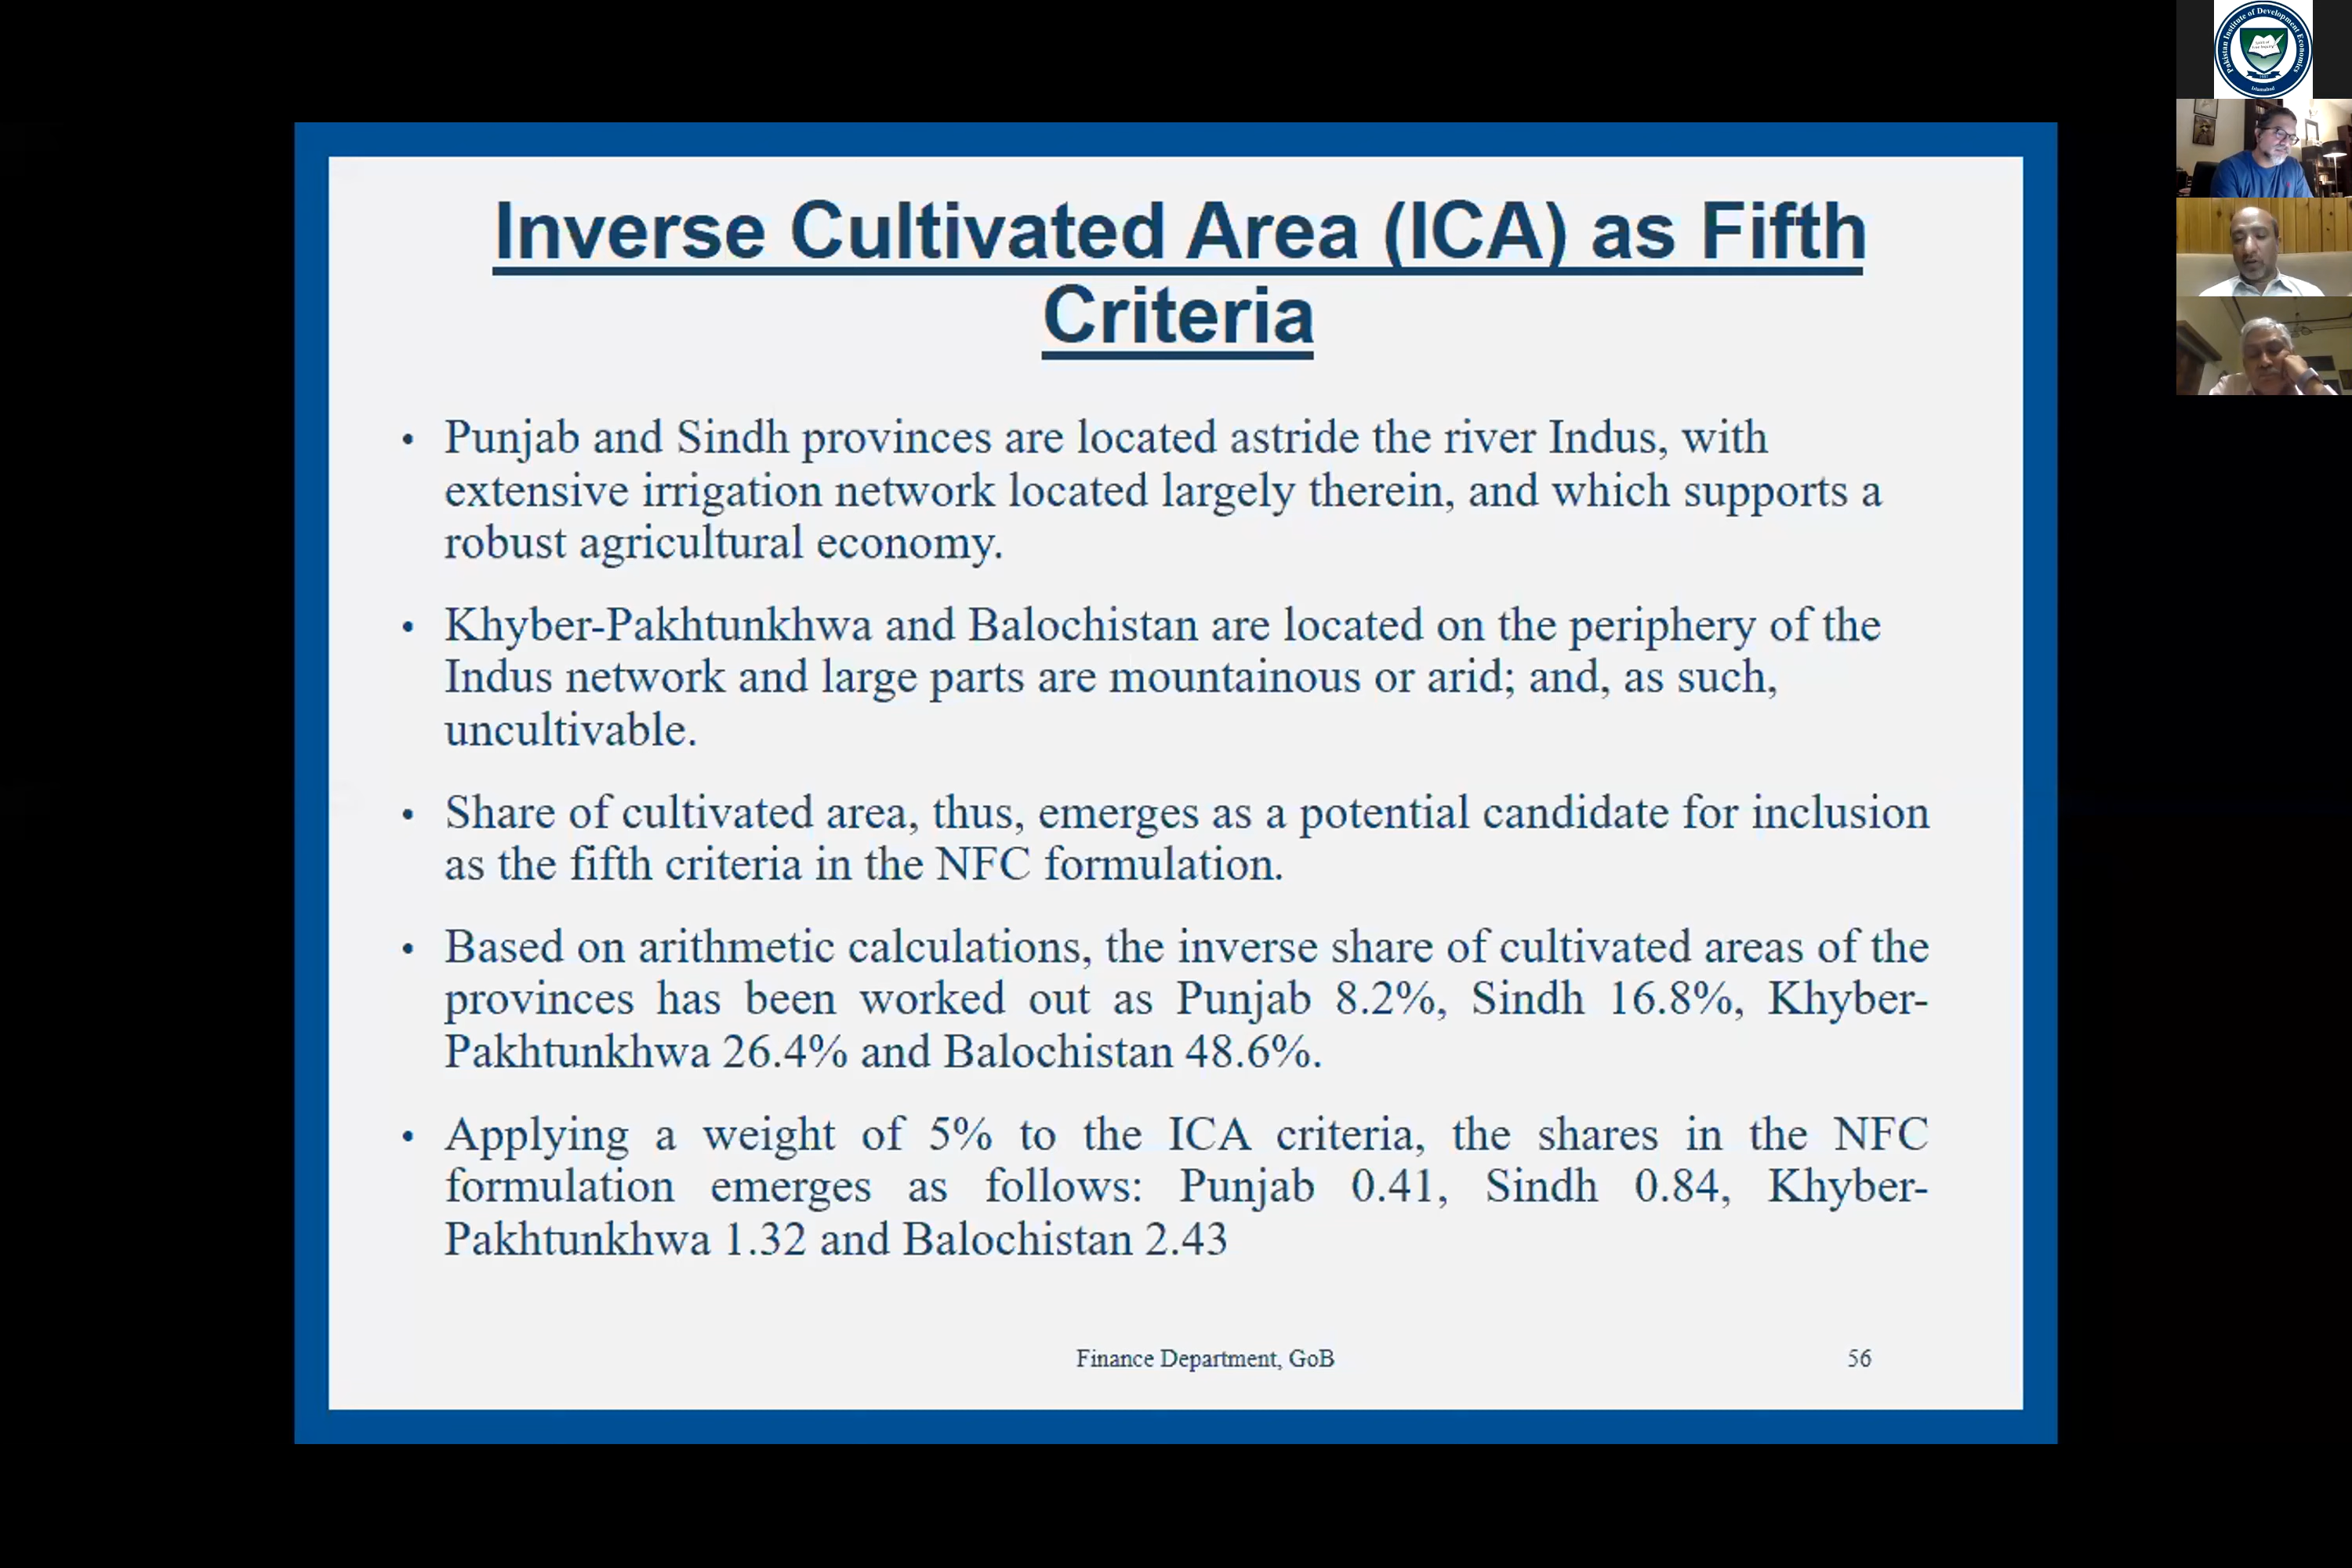 Pakistan Institute of Development Economics
Islamabad
Inverse Cultivated Area (ICA) as Fifth
Criteria
• Punjab and Sindh provinces are located astride the river Indus, with
extensive irrigation network located largely therein, and which supports a
robust agricultural economy.
• Khyber-Pakhtunkhwa and Balochistan are located on the periphery of the
Indus network and large parts are mountainous or arid; and, as such,
uncultivable.
• Share of cultivated area, thus, emerges as a potential candidate for inclusion
as the fifth criteria in the NFC formulation.
• Based on arithmetic calculations, the inverse share of cultivated areas of the
provinces has been worked out as Punjab 8.2%, Sindh 16.8%, Khyber-
Pakhtunkhwa 26.4% and Balochistan 48.6%.
• Applying a weight of 5% to the ICA criteria, the shares in the NFC
formulation emerges as follows: Punjab 0.41, Sindh 0.84, Khyber-
Pakhtunkhwa 1.32 and Balochistan 2.43
Finance Department, GoB
56